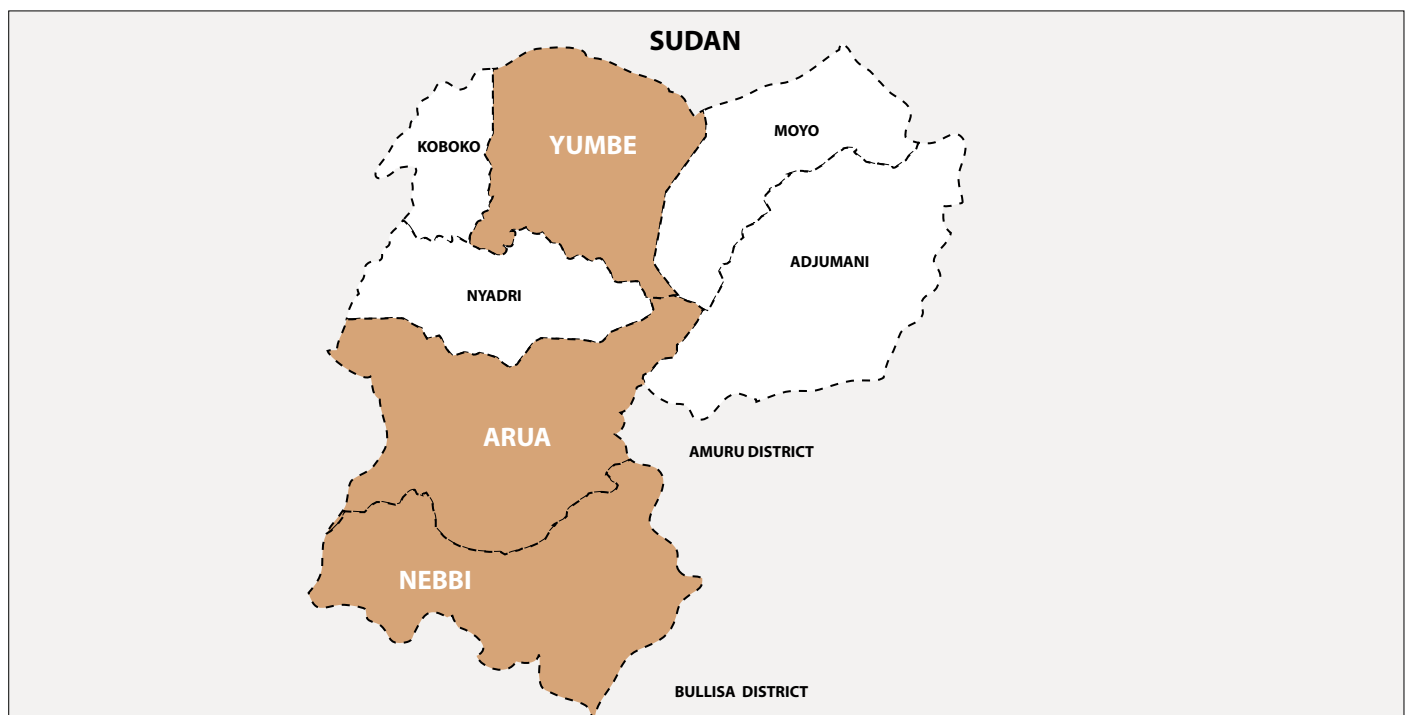 SUDAN
KOBOKO
YUMBE
MOYO
ADJUMANI
NYADRI
ARUA
AMURU DISTRICT
NEBBI
BULLISA DISTRICT